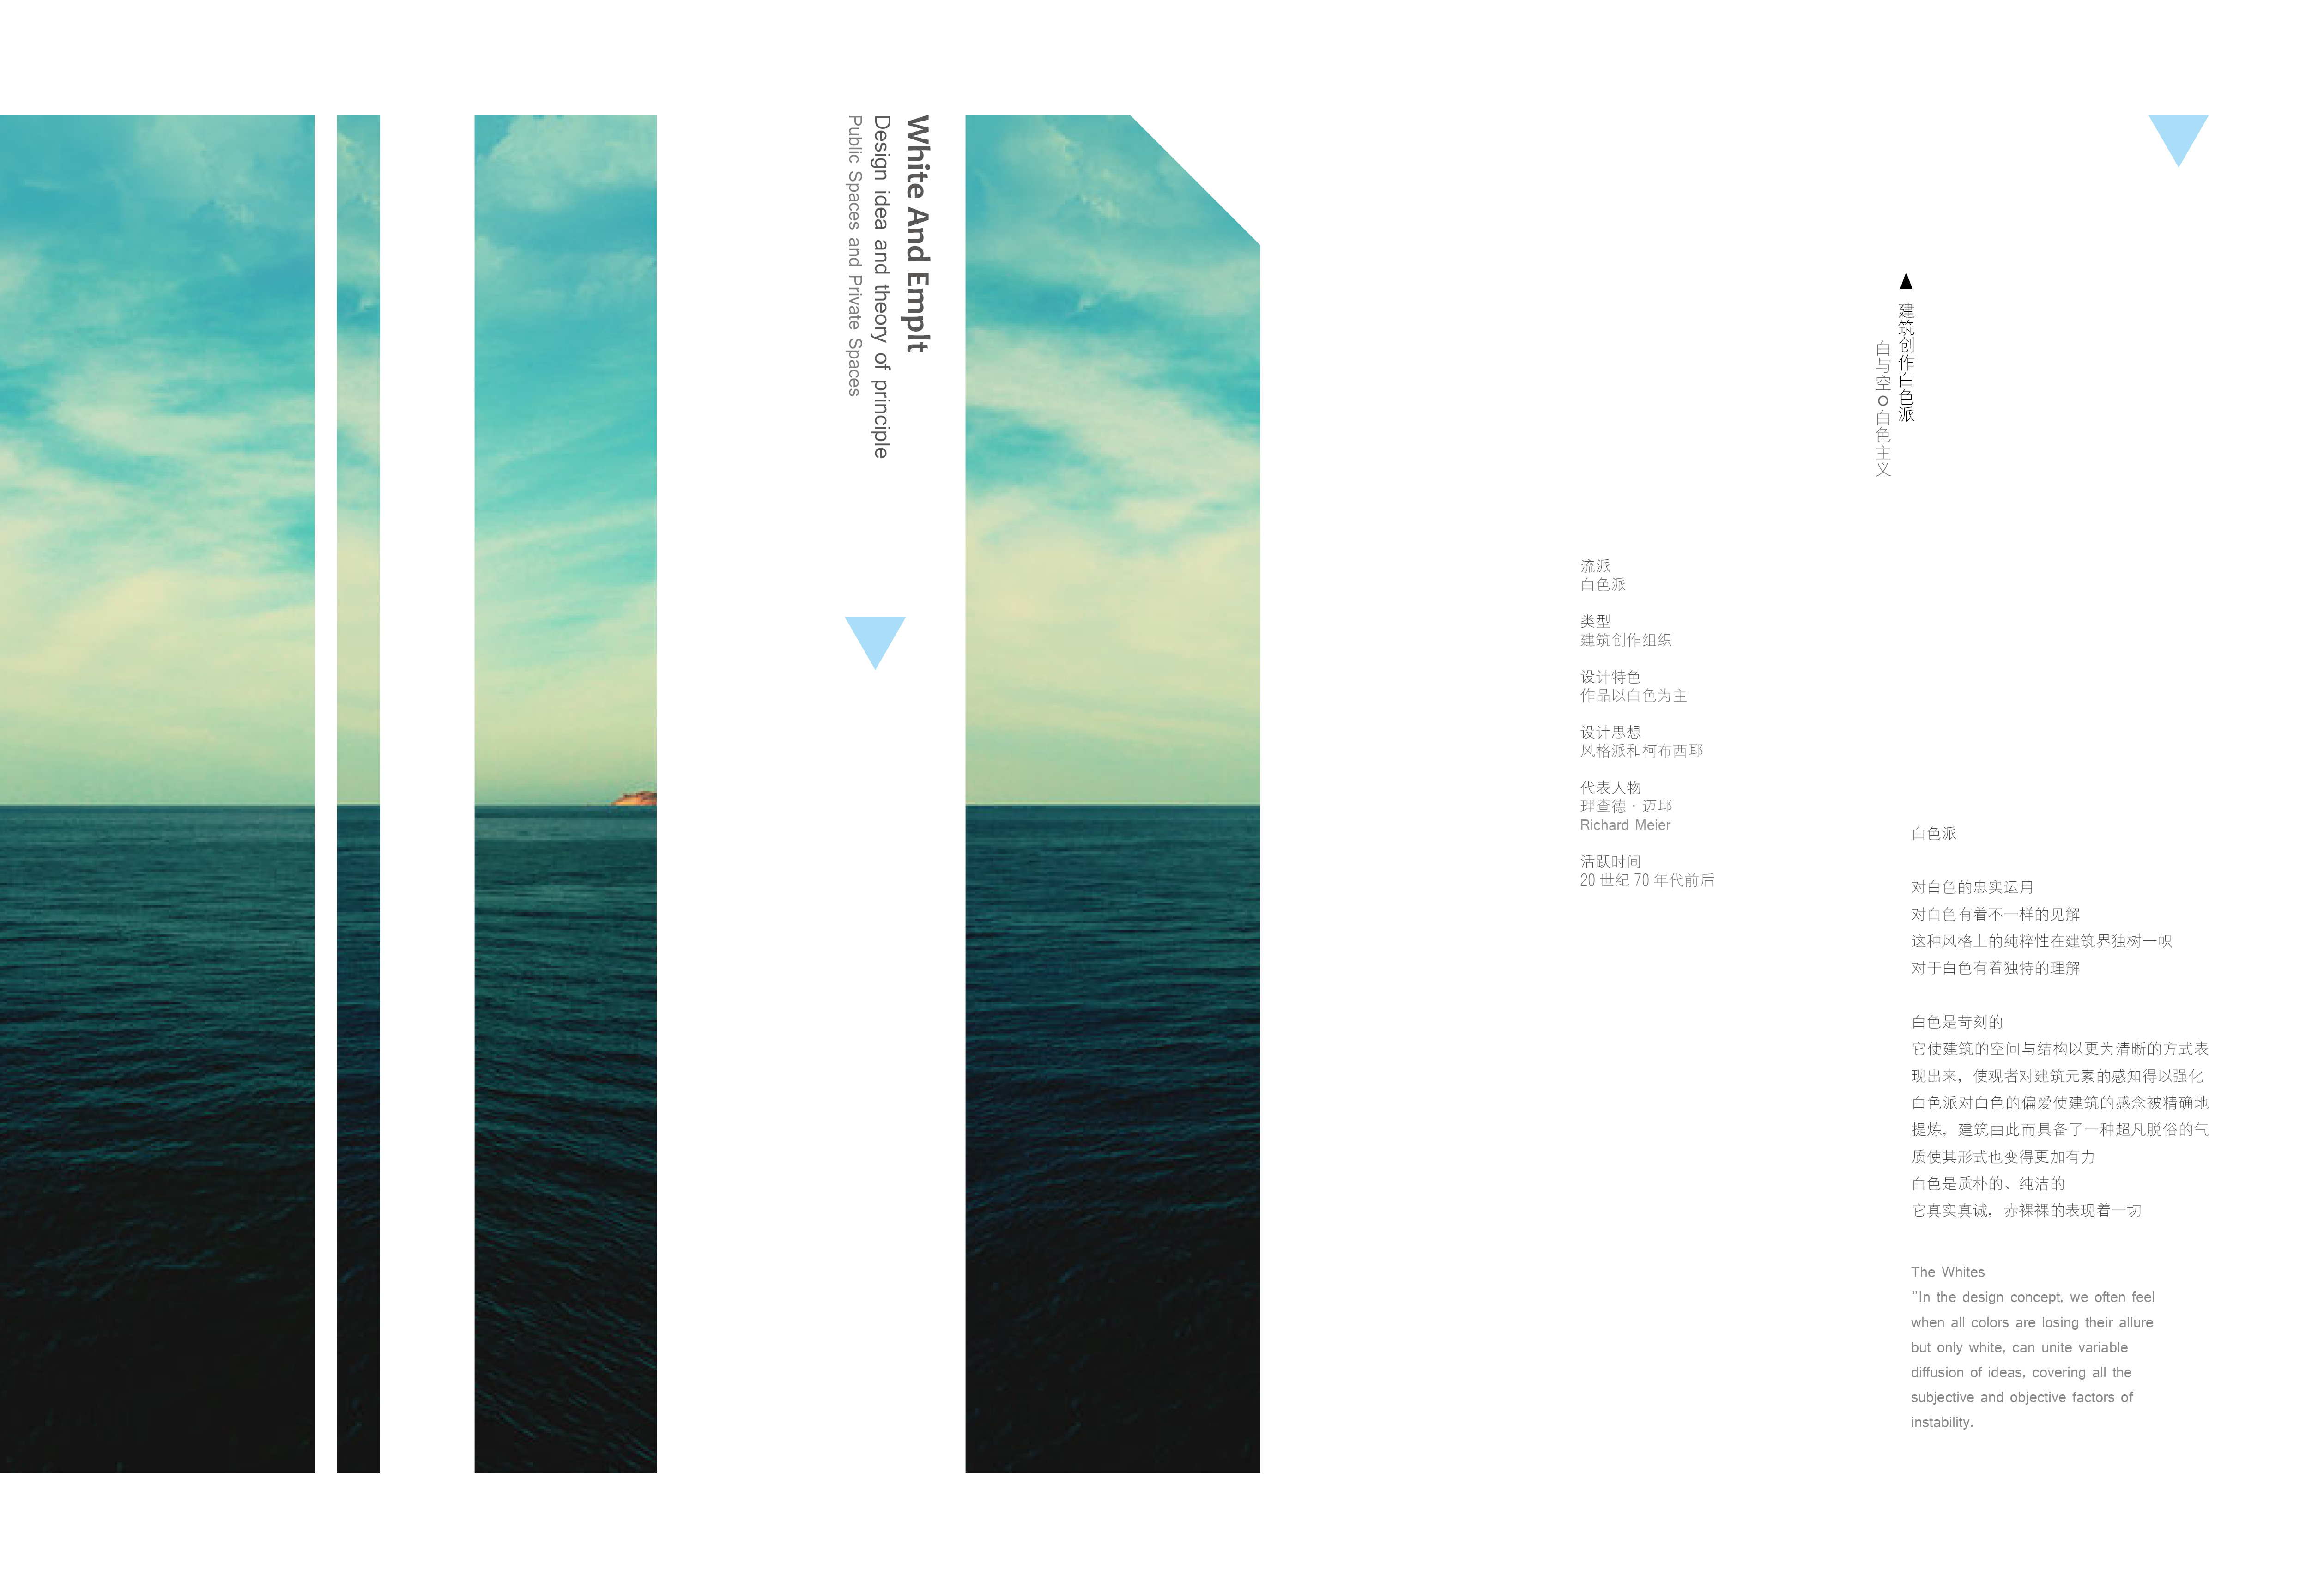 White And Emplt
Design idea and theory of principle
Public Spaces and Private Spaces
▲ 建筑创作白色派
白与空○白色主义
流派
白色派
类型
建筑创作组织
设计特色
作品以白色为主
设计思想
风格派和柯布西耶
代表人物
理查德·迈耶
Richard Meier
活跃时间
20 世纪 70 年代前后
白色派
对白色的忠实运用
对白色有着不一样的见解
这种风格上的纯粹性在建筑界独树一帜
对于白色有着独特的理解
白色是苛刻的
它使建筑的空间与结构以更为清晰的方式表
现出来，使观者对建筑元素的感知得以强化
白色派对白色的偏爱使建筑的感念被精确地
提炼，建筑由此而具备了一种超凡脱俗的气
质使其形式也变得更加有力
白色是质朴的、纯洁的
它真实真诚，赤裸裸的表现着一切
The Whites
"In the design concept, we often feel
when all colors are losing their allure
but only white, can unite variable
diffusion of ideas, covering all the
subjective and objective factors of
instability.